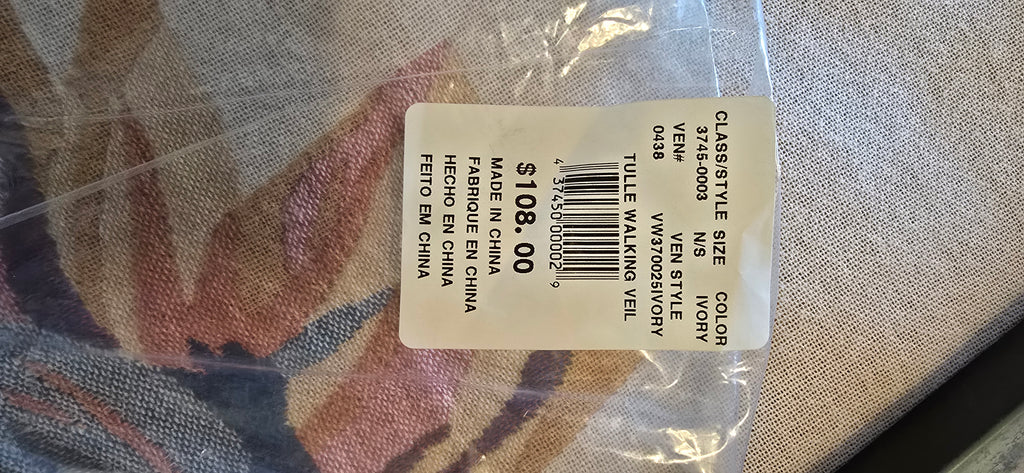 CLASS/STYLE SIZE COLOR
3745-0003 N/S IVORY
VEN# VEN STYLE
0438 VW370025IVORY
TULLE WALKING VEIL
4 37450 00002 9
$108.00
MADE IN CHINA
FABRIQUE EN CHINA
HECHO EN CHINA
FEITO EM CHINA